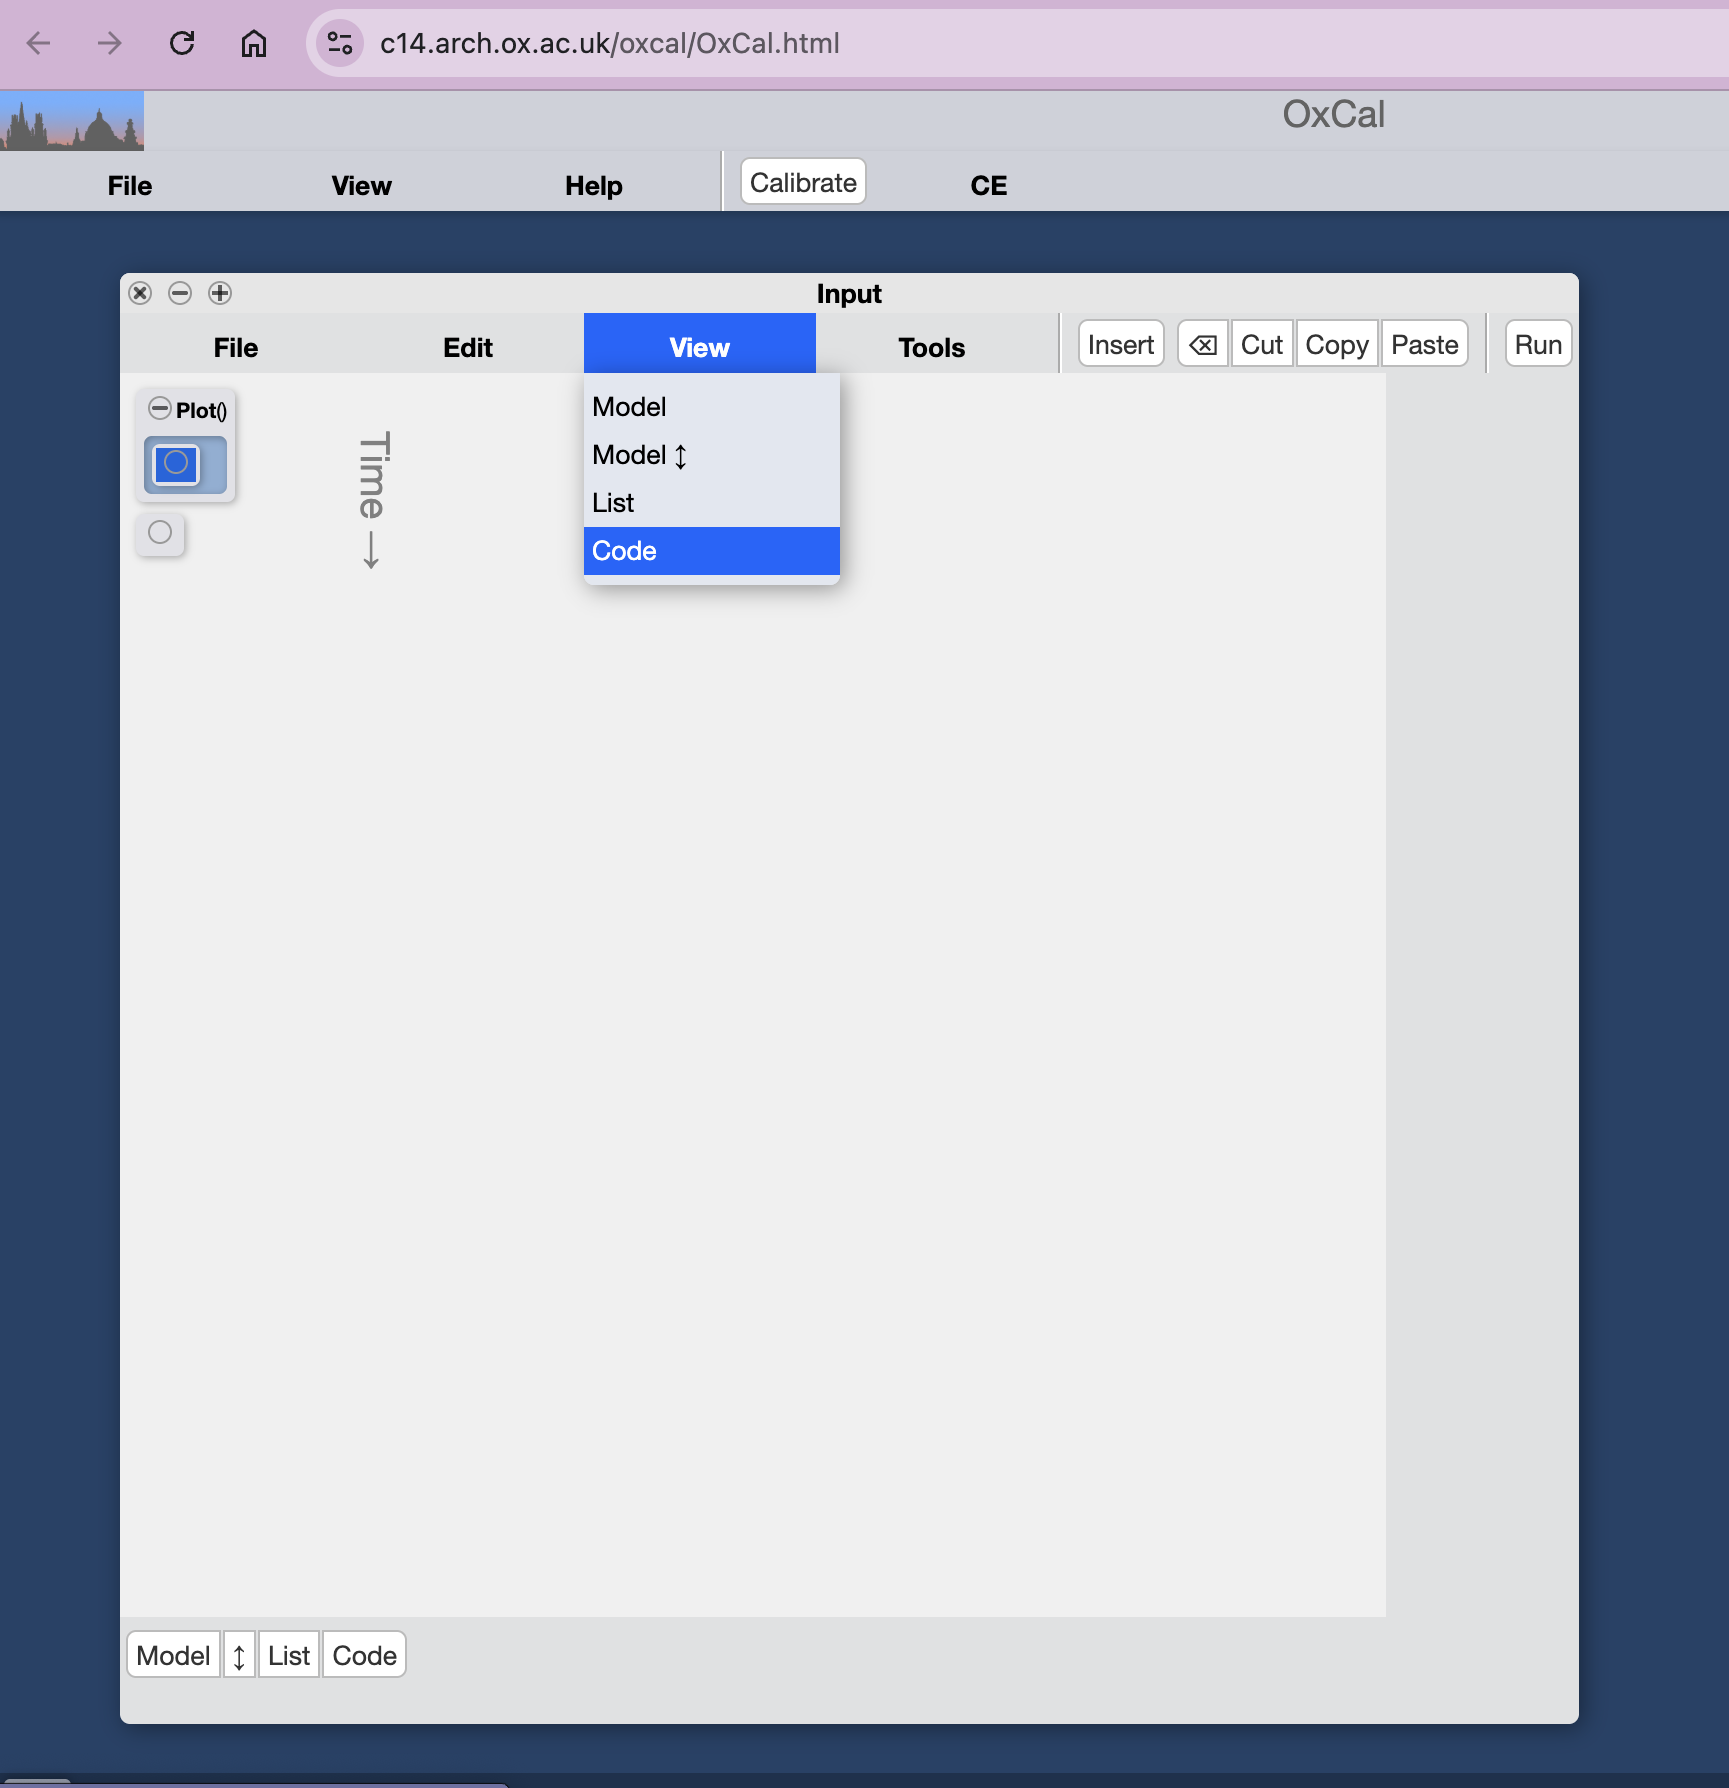 c14.arch.ox.ac.uk/oxcal/OxCal.html
OxCal
File View Help Calibrate CE
Input
File Edit View Tools Insert Cut Copy Paste Run
Plot()
Time →
Model
Model ↕
List
Code
Model ↕ List Code